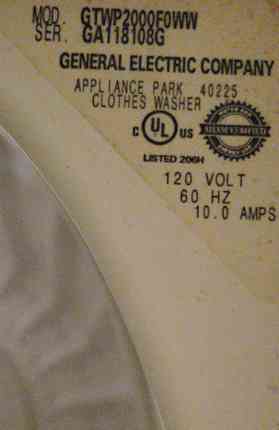 MOD. GTWP2000F0WW
SER. GA118108G
GENERAL ELECTRIC COMPANY
APPLIANCE PARK 40225
CLOTHES WASHER
C UL US
LISTED 206H
120 VOLT
60 HZ
10.0 AMPS